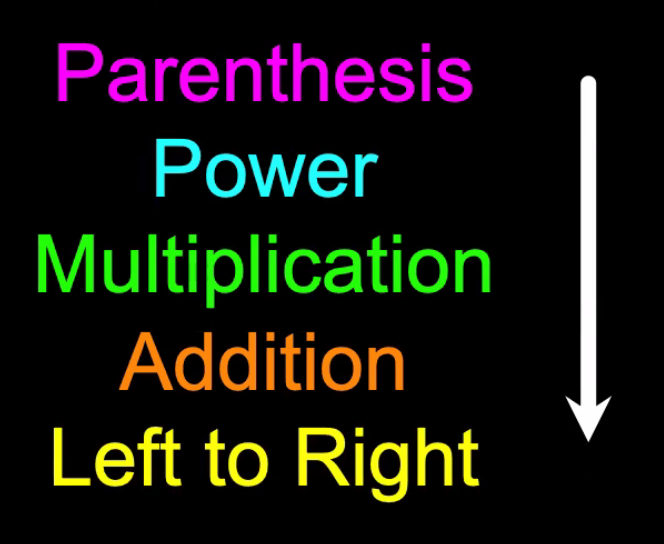 Parenthesis
Power
Multiplication
Addition
Left to Right